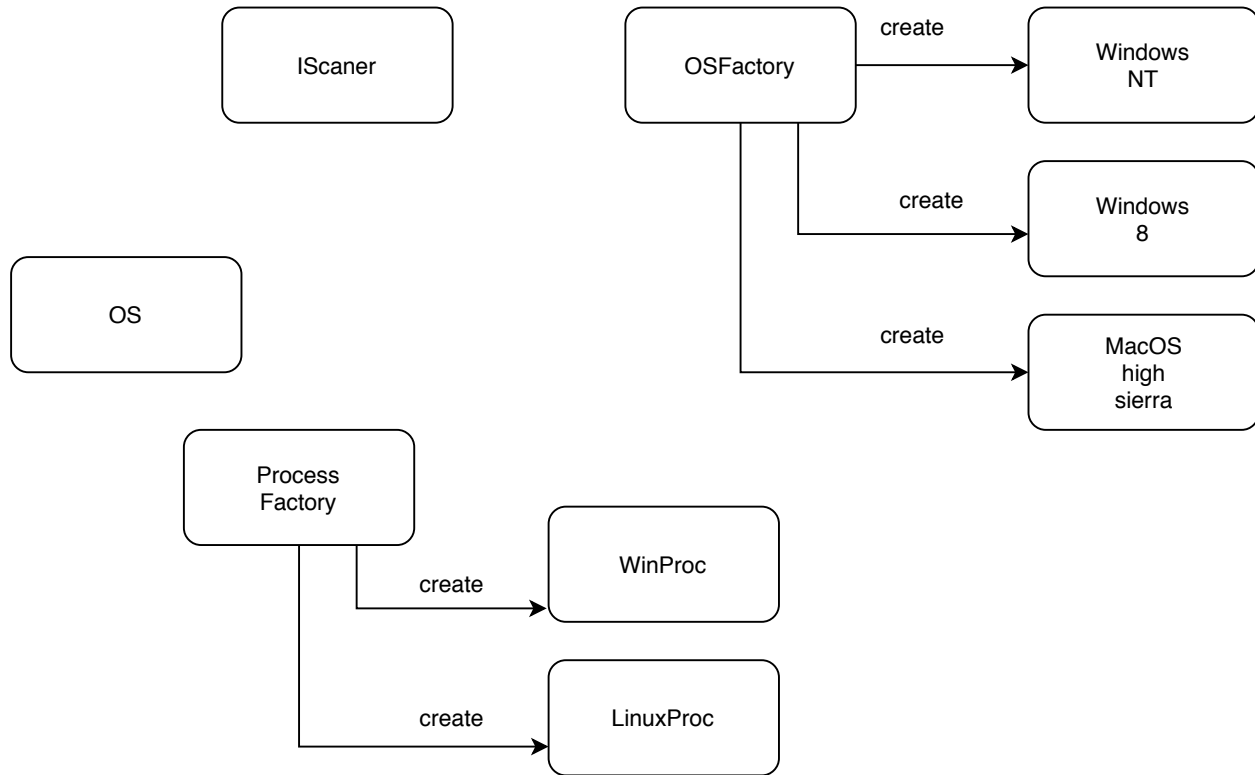 IScaner
OSFactory
create
Windows
NT
create
Windows
8
OS
create
MacOS
high
sierra
Process
Factory
create
WinProc
create
LinuxProc